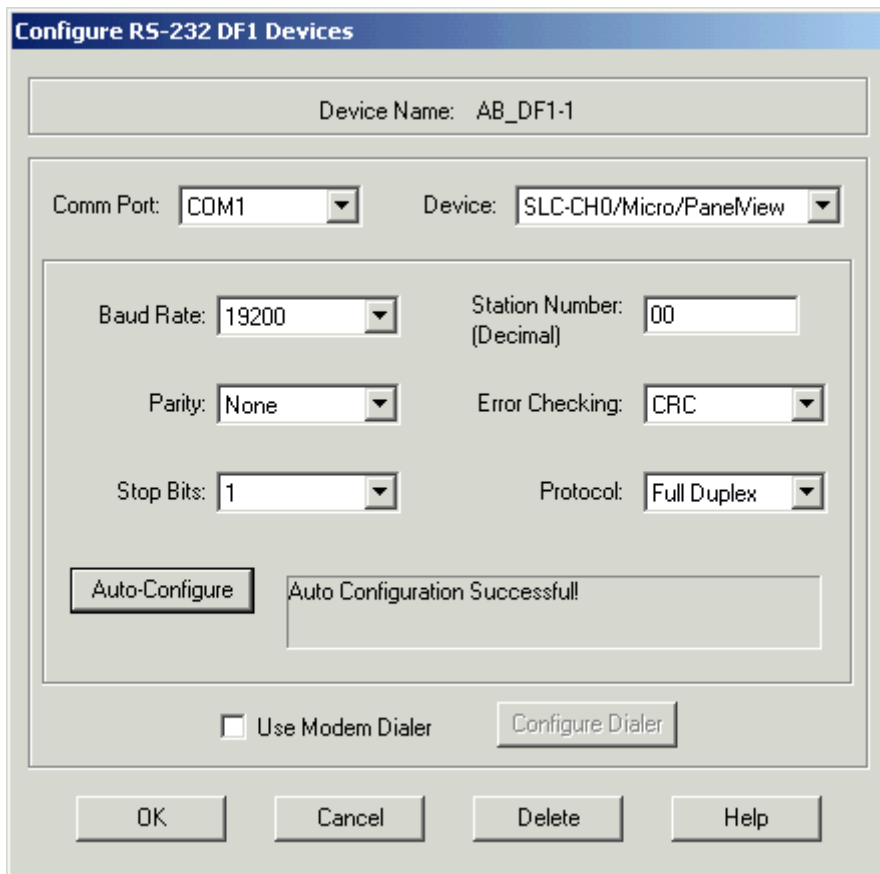 Configure RS-232 DF1 Devices
Device Name: AB_DF1-1
Comm Port: COM1 Device: SLC-CH0/Micro/PanelView
Baud Rate: 19200 Station Number: 00
(Decimal)
Parity: None Error Checking: CRC
Stop Bits: 1 Protocol: Full Duplex
Auto-Configure Auto Configuration Successful!
Use Modem Dialer Configure Dialer
OK Cancel Delete Help